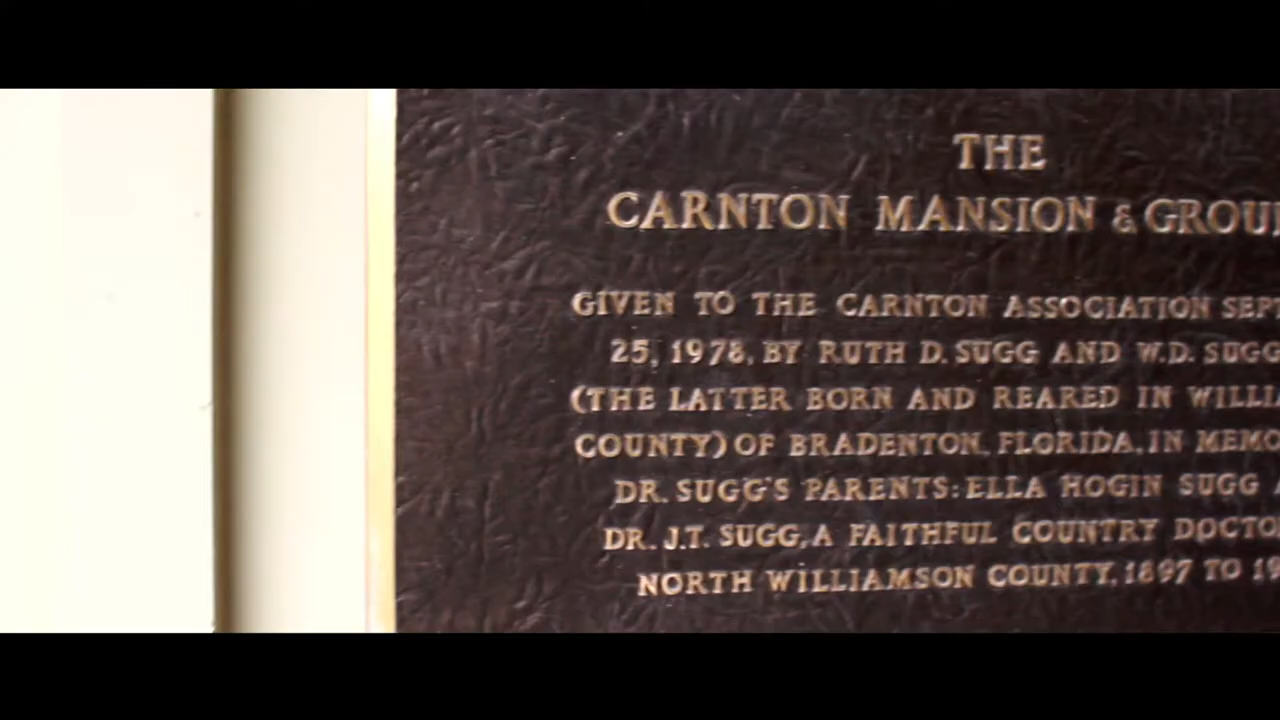 THE
CARNTON MANSION & GROU
GIVEN TO THE CARNTON ASSOCIATION SEP
25, 1978, BY RUTH D. SUGG AND W.D. SUGG
(THE LATTER BORN AND REARED IN WILLI
COUNTY) OF BRADENTON, FLORIDA, IN MEMO
DR. SUGG'S PARENTS: ELLA HOGIN SUGG
DR. J.T. SUGG, A FAITHFUL COUNTRY DOCTO
NORTH WILLIAMSON COUNTY, 1897 TO 19